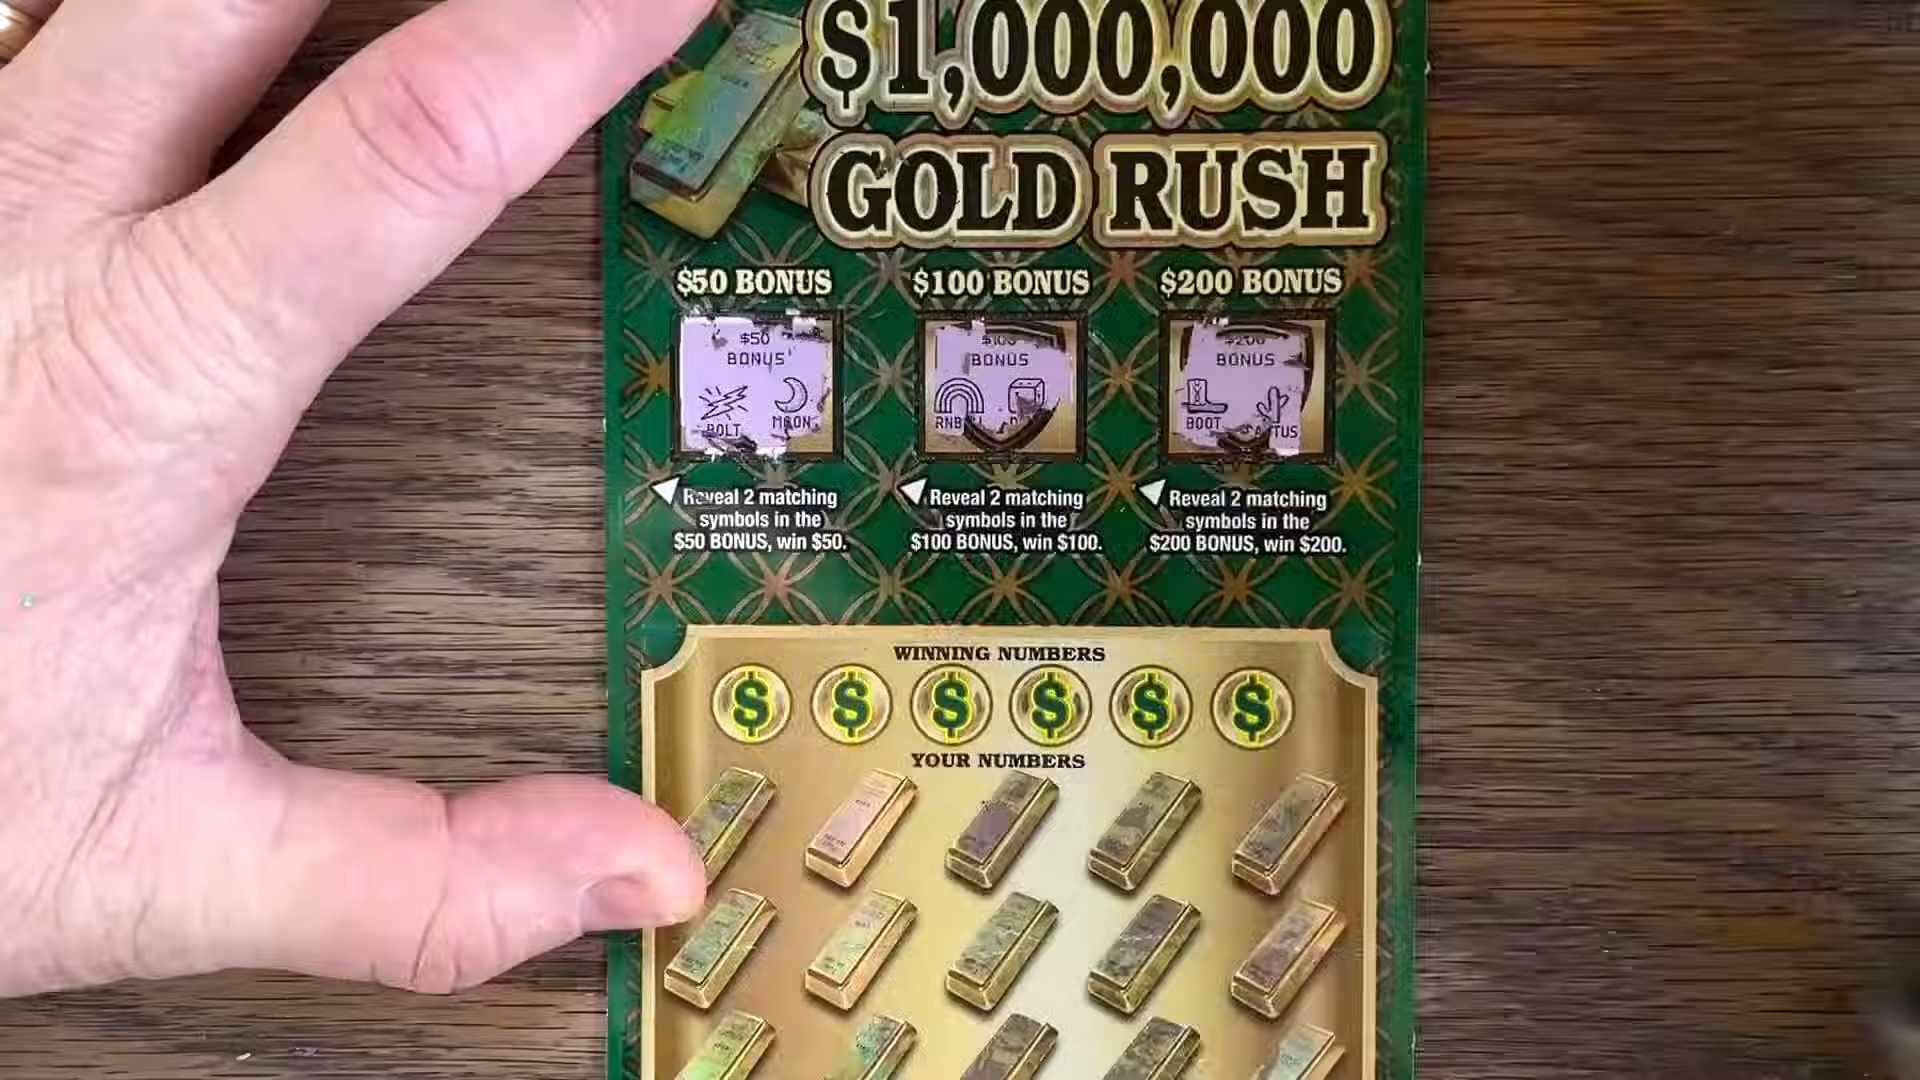 $1,000,000
GOLD RUSH
$50 BONUS $100 BONUS $200 BONUS
$50
BONUS
MOON
BONUS
BONUS
BOOT
Reveal 2 matching
symbols in the
$50 BONUS, win $50.
Reveal 2 matching
symbols in the
$100 BONUS, win $100.
Reveal 2 matching
symbols in the
$200 BONUS, win $200.
WINNING NUMBERS
$ $ $ $ $ $
YOUR NUMBERS